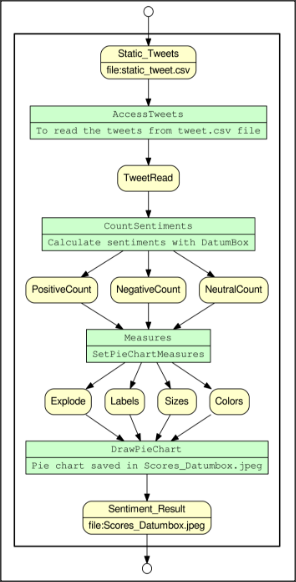 Static_Tweets
file:static_tweet.csv
AccessTweets
To read the tweets from tweet.csv file
TweetRead
CountSentiments
Calculate sentiments with DatumBox
PositiveCount NegativeCount NeutralCount
Measures
SetPieChartMeasures
Explode Labels Sizes Colors
DrawPieChart
Pie chart saved in Scores_Datumbox.jpeg
Sentiment_Result
file:Scores_Datumbox.jpeg